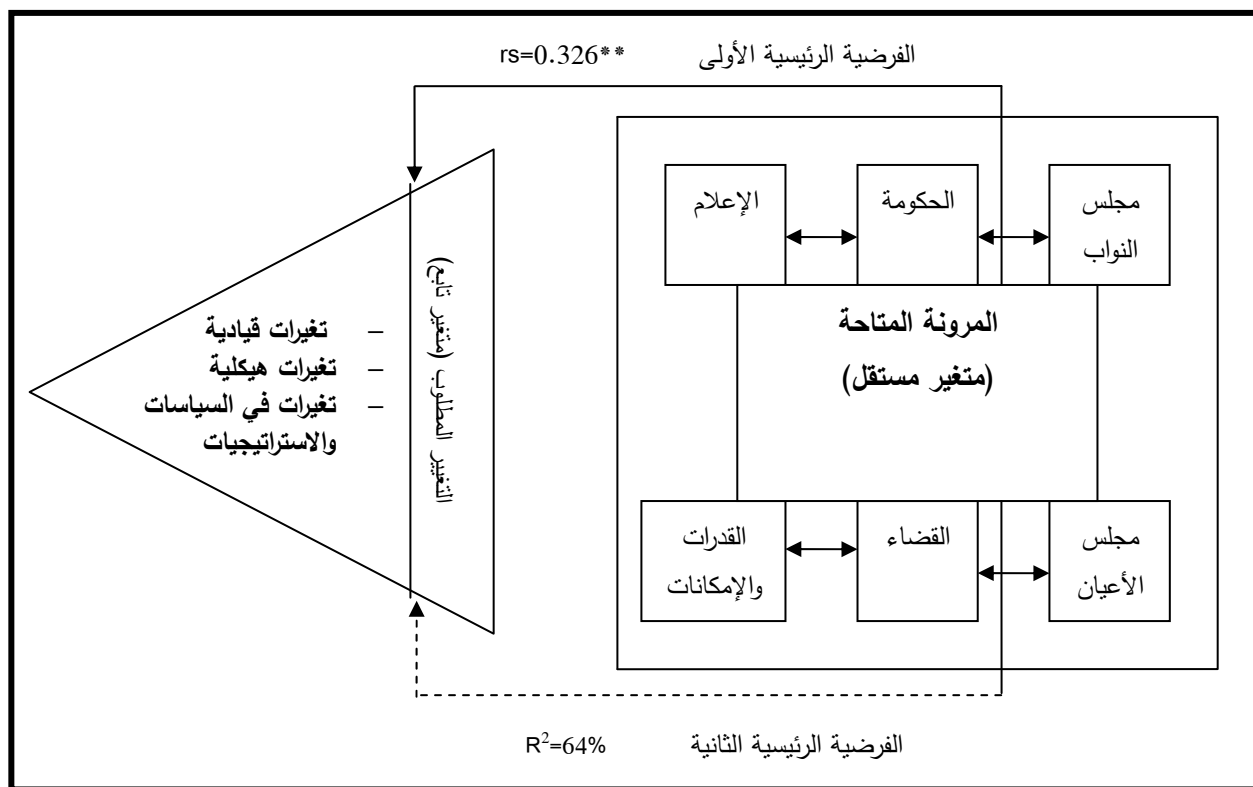 الفرضية الرئيسية الأولى rs=0.326**
مجلس
النواب
الحكومة
الإعلام
المرونة المتاحة
(متغير مستقل)
مجلس
الأعيان
القضاء
القدرات
والإمكانات
التغيير المطلوب (متغير تابع)
– تغيرات قيادية
– تغيرات هيكلية
– تغيرات في السياسات
والاستراتيجيات
الفرضية الرئيسية الثانية R²=64%